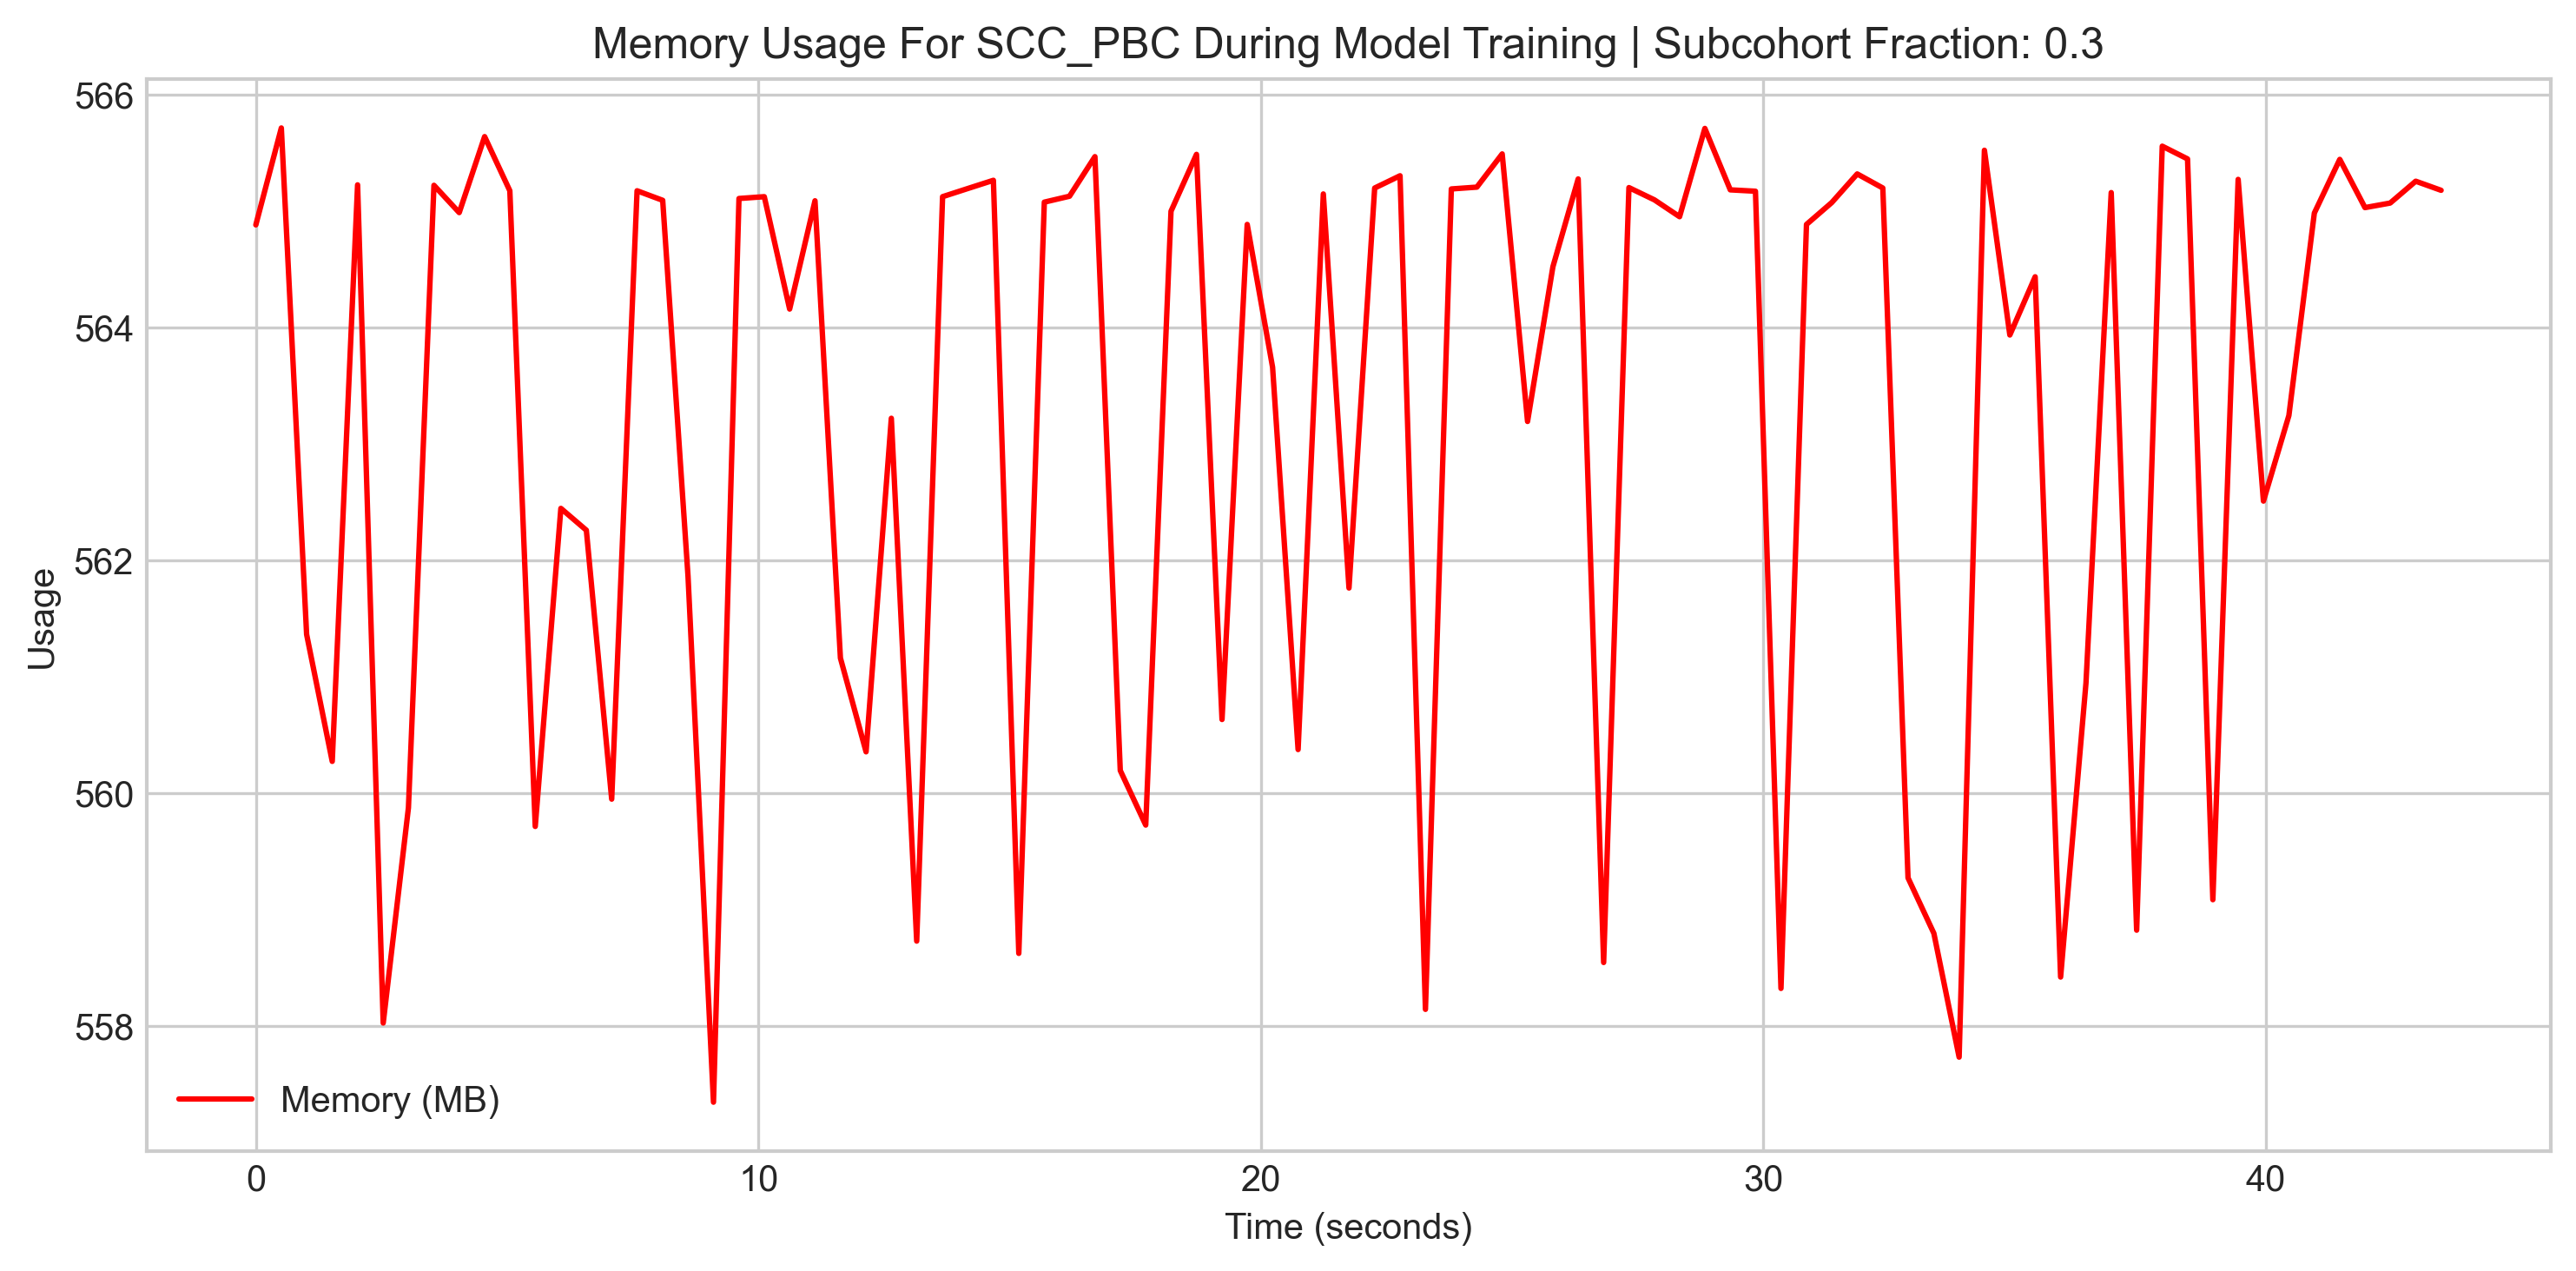 Memory Usage For SCC_PBC During Model Training | Subcohort Fraction: 0.3
566
564
562
560
558
Usage
Memory (MB)
0 10 20 30 40
Time (seconds)